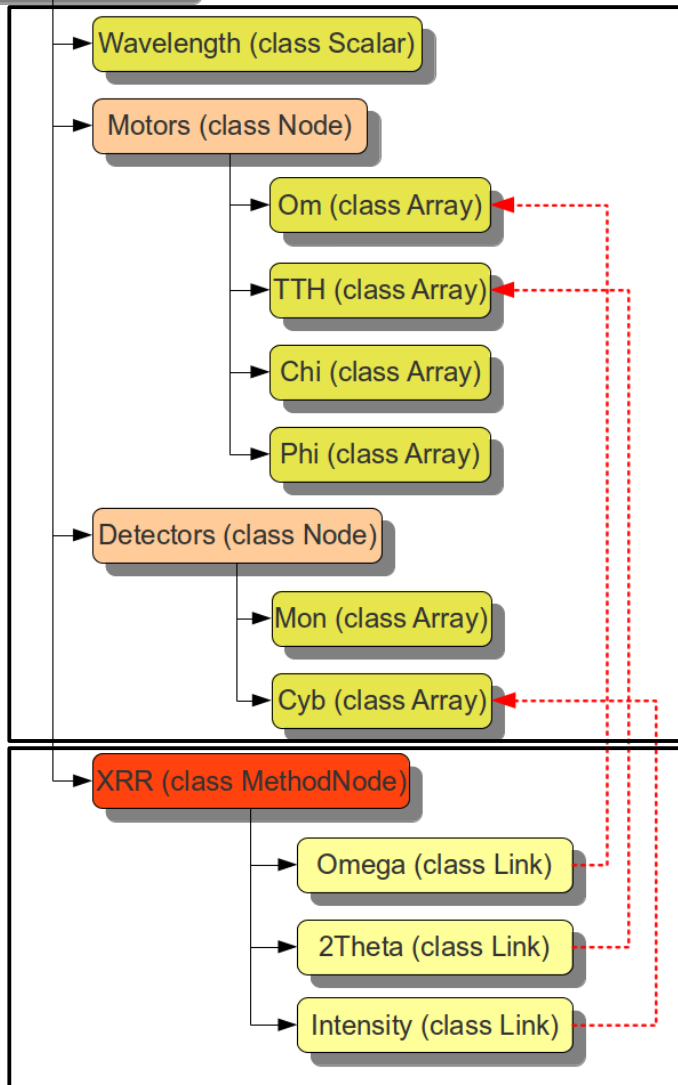 Wavelength (class Scalar)
Motors (class Node)
Om (class Array)
TTH (class Array)
Chi (class Array)
Phi (class Array)
Detectors (class Node)
Mon (class Array)
Cyb (class Array)
XRR (class MethodNode)
Omega (class Link)
2Theta (class Link)
Intensity (class Link)